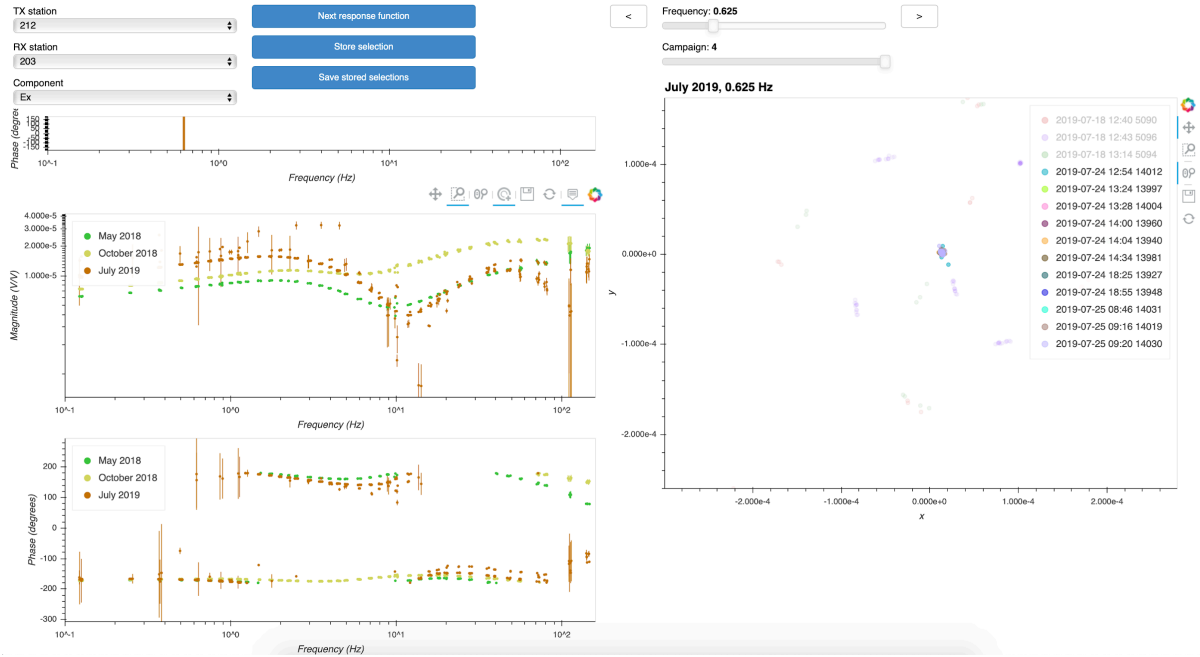 TX station
212
RX station
203
Component
Ex
Next response function
Store selection
Save stored selections
<
Frequency: 0.625
>
Campaign: 4
Phase (degree
150
100
50
0
-50
-100
-150
10^-1
10^0
10^1
10^2
Frequency (Hz)
Magnitude (V/V)
4.000e-5
3.000e-5
2.000e-5
1.000e-5
May 2018
October 2018
July 2019
10^-1
10^0
10^1
10^2
Frequency (Hz)
Phase (degrees)
200
100
0
-100
-200
-300
May 2018
October 2018
July 2019
10^-1
10^0
10^1
10^2
Frequency (Hz)
July 2019, 0.625 Hz
y
1.000e-4
0.000e+0
-1.000e-4
-2.000e-4
2019-07-18 12:40 5090
2019-07-18 12:43 5096
2019-07-18 13:14 5094
2019-07-24 12:54 14012
2019-07-24 13:24 13997
2019-07-24 13:28 14004
2019-07-24 14:00 13960
2019-07-24 14:04 13940
2019-07-24 14:34 13981
2019-07-24 18:25 13927
2019-07-24 18:55 13948
2019-07-25 08:46 14031
2019-07-25 09:16 14019
2019-07-25 09:20 14030
-2.000e-4
-1.000e-4
0.000e+0
1.000e-4
2.000e-4
x